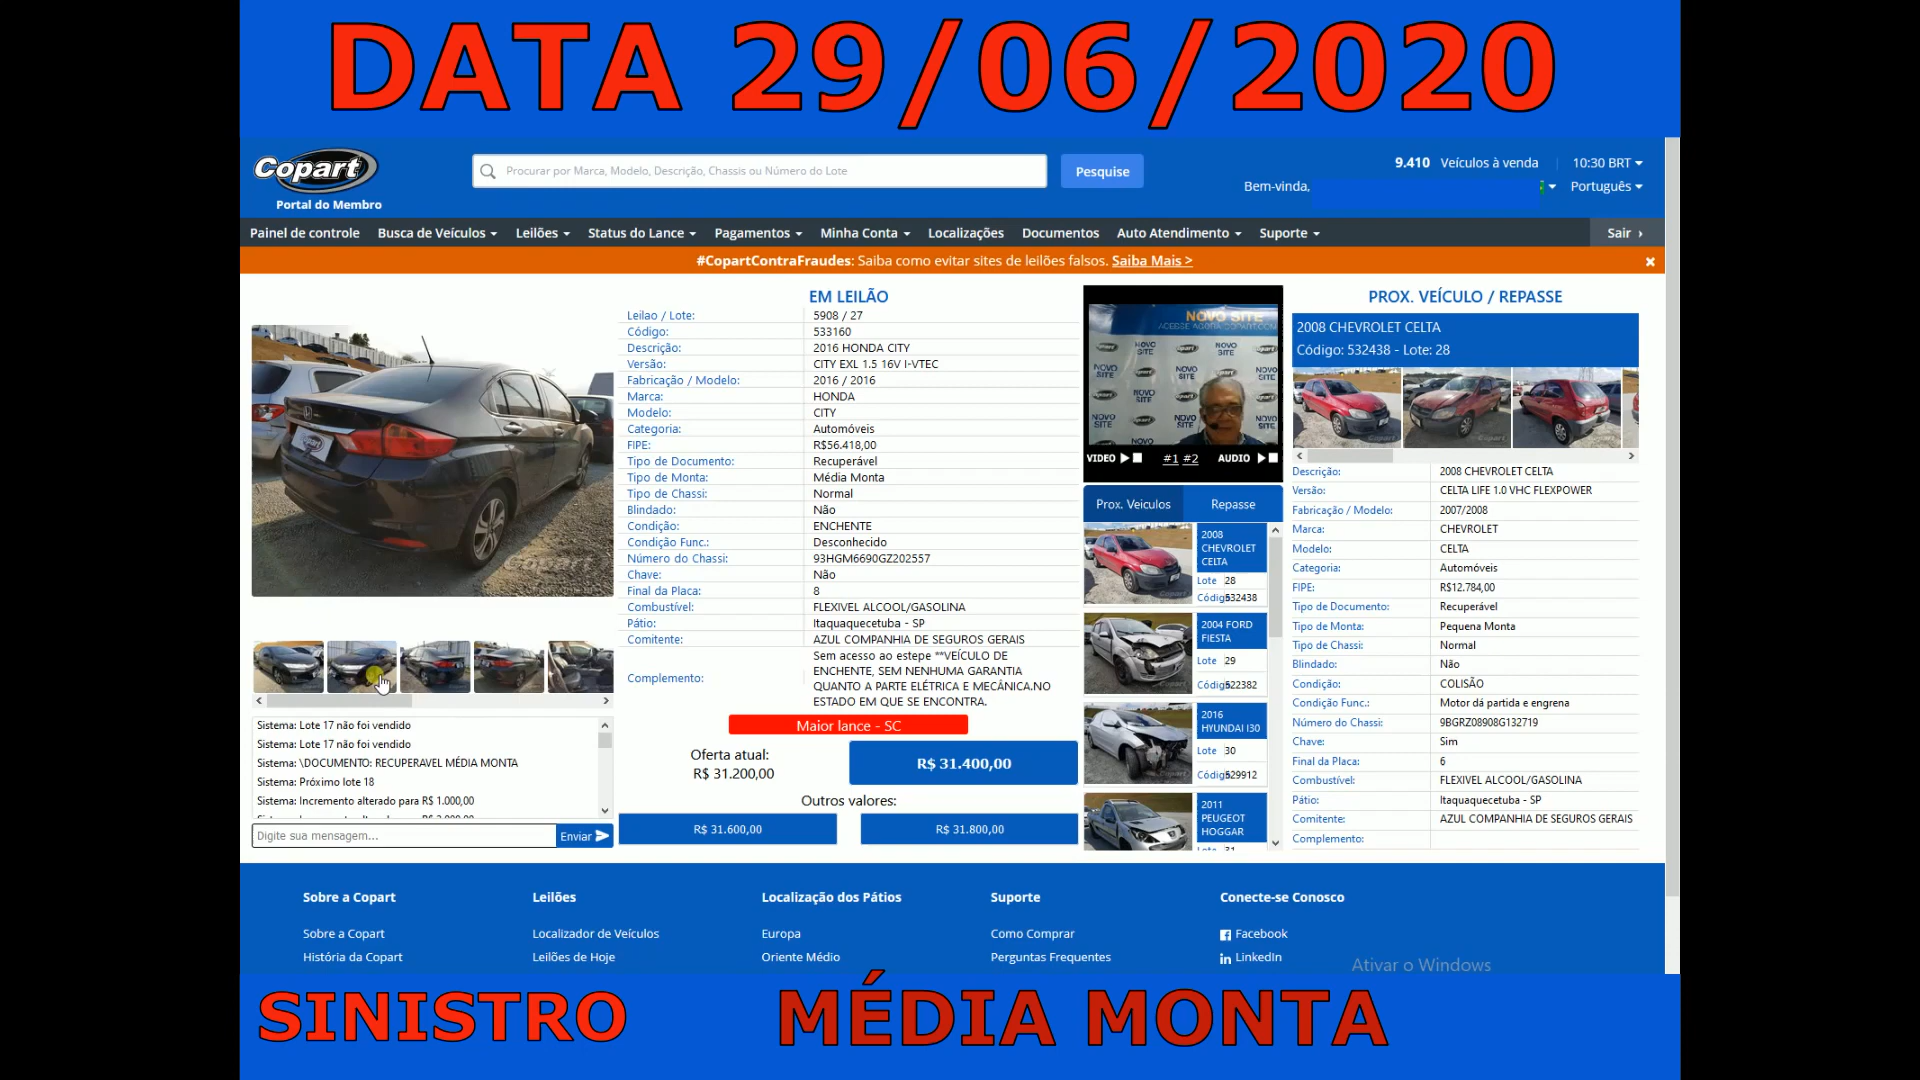 DATA 29/06/2020
Copart
Portal do Membro
Procurar por Marca, Modelo, Descrição, Chassis ou Número do Lote
Pesquise
9.410 Veículos à venda
10:30 BRT
Bem-vinda,
Português
Painel de controle Busca de Veículos Leilões Status do Lance Pagamentos Minha Conta Localizações Documentos Auto Atendimento Suporte Sair
#CopartContraFraudes: Saiba como evitar sites de leilões falsos. Saiba Mais >
EM LEILÃO
Leilao / Lote: 5908 / 27
Código: 533160
Descrição: 2016 HONDA CITY
Versão: CITY EXL 1.5 16V I-VTEC
Fabricação / Modelo: 2016 / 2016
Marca: HONDA
Modelo: CITY
Categoria: Automóveis
FIPE: R$56.418,00
Tipo de Documento: Recuperável
Tipo de Monta: Média Monta
Tipo de Chassi: Normal
Blindado: Não
Condição: ENCHENTE
Condição Func.: Desconhecido
Número do Chassi: 93HGM6690GZ202557
Chave: Não
Final da Placa: 8
Combustível: FLEXIVEL ALCOOL/GASOLINA
Pátio: Itaquaquecetuba - SP
Comitente: AZUL COMPANHIA DE SEGUROS GERAIS
Complemento: Sem acesso ao estepe **VEÍCULO DE
ENCHENTE, SEM NENHUMA GARANTIA
QUANTO A PARTE ELÉTRICA E MECÂNICA.NO
ESTADO EM QUE SE ENCONTRA.
Maior lance - SC
Oferta atual:
R$ 31.200,00
R$ 31.400,00
Outros valores:
R$ 31.600,00
R$ 31.800,00
Sistema: Lote 17 não foi vendido
Sistema: Lote 17 não foi vendido
Sistema: \DOCUMENTO: RECUPERAVEL MÉDIA MONTA
Sistema: Próximo lote 18
Sistema: Incremento alterado para R$ 1.000,00
Digite sua mensagem...
Enviar
NOVO SITE
VIDEO #1 #2 AUDIO
Prox. Veiculos
Repasse
2008
CHEVROLET
CELTA
Lote 28
Código 532438
2004 FORD
FIESTA
Lote 29
Código 522382
2016
HYUNDAI I30
Lote 30
Código 529912
2011
PEUGEOT
HOGGAR
Lote 31
PROX. VEÍCULO / REPASSE
2008 CHEVROLET CELTA
Código: 532438 - Lote: 28
Descrição: 2008 CHEVROLET CELTA
Versão: CELTA LIFE 1.0 VHC FLEXPOWER
Fabricação / Modelo: 2007/2008
Marca: CHEVROLET
Modelo: CELTA
Categoria: Automóveis
FIPE: R$12.784,00
Tipo de Documento: Recuperável
Tipo de Monta: Pequena Monta
Tipo de Chassi: Normal
Blindado: Não
Condição: COLISÃO
Condição Func.: Motor dá partida e engrena
Número do Chassi: 9BGRZ08908G132719
Chave: Sim
Final da Placa: 6
Combustível: FLEXIVEL ALCOOL/GASOLINA
Pátio: Itaquaquecetuba - SP
Comitente: AZUL COMPANHIA DE SEGUROS GERAIS
Complemento:
Sobre a Copart Leilões Localização dos Pátios Suporte Conecte-se Conosco
Sobre a Copart Localizador de Veículos Europa Como Comprar Facebook
História da Copart Leilões de Hoje Oriente Médio Perguntas Frequentes LinkedIn
Ativar o Windows
SINISTRO MÉDIA MONTA